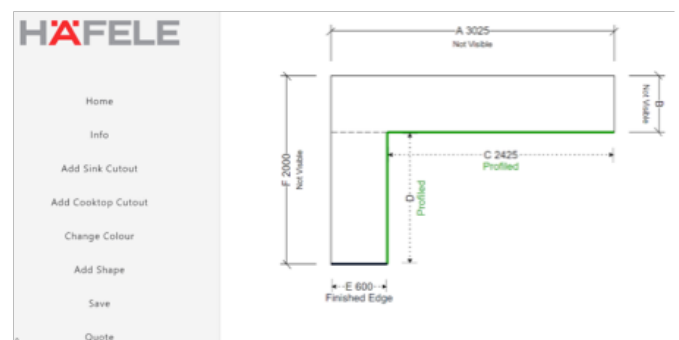 HÄFELE
Home
Info
Add Sink Cutout
Add Cooktop Cutout
Change Colour
Add Shape
Save
Quote
A 3025
Not Visible
B
Not Visible
C 2425
Profiled
D
Profiled
F 2000
Not Visible
E 600
Finished Edge